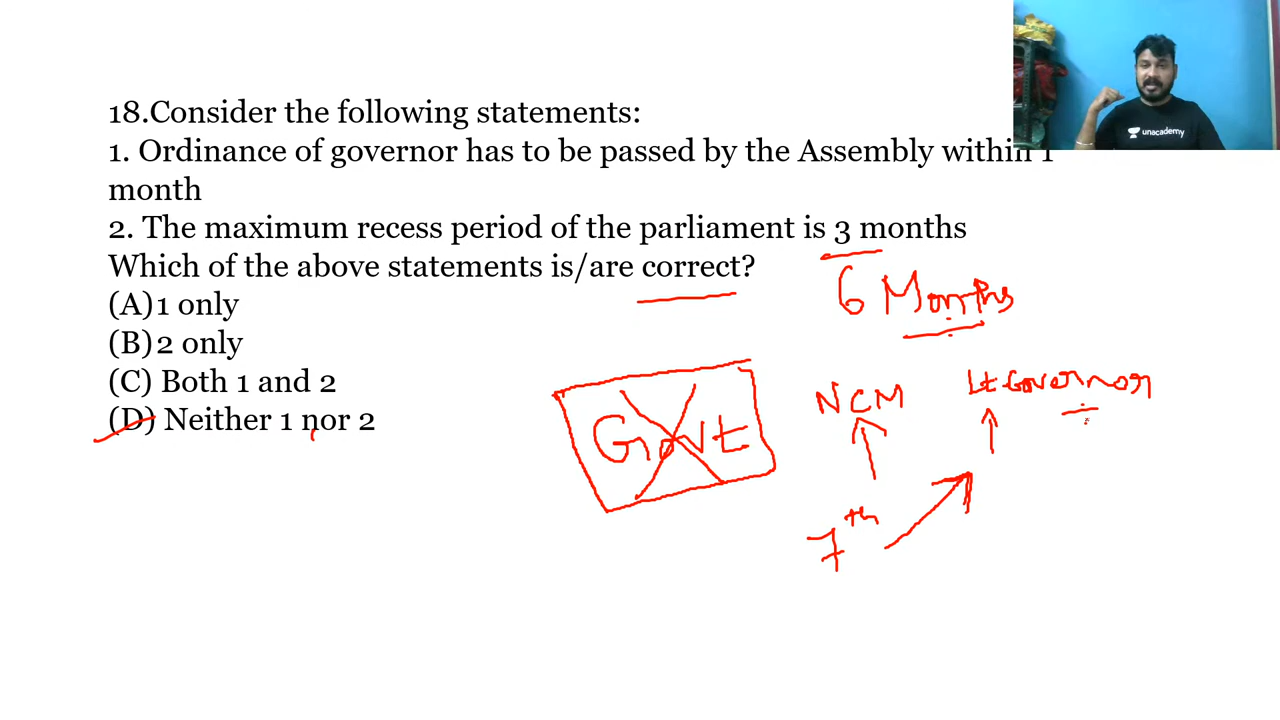 unacademy
18.Consider the following statements:
1. Ordinance of governor has to be passed by the Assembly within 1
month
2. The maximum recess period of the parliament is 3 months
Which of the above statements is/are correct?
6 Months
(A)1 only
(B)2 only
(C) Both 1 and 2
(D) Neither 1 nor 2
Govt
NCM
Lt Governor
7th